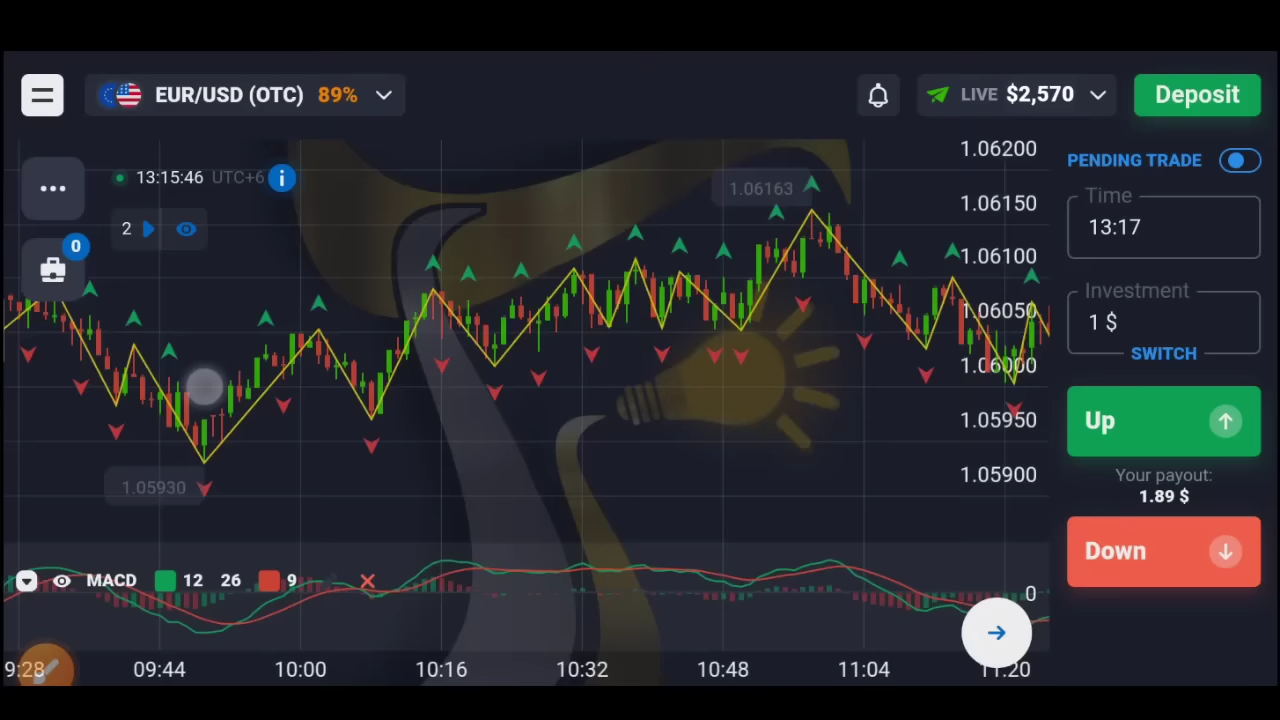 EUR/USD (OTC) 89%
LIVE $2,570
Deposit
13:15:46 UTC+6 i
2
0
1.06163
1.05930
1.06200
1.06150
1.06100
1.06050
1.06000
1.05950
1.05900
PENDING TRADE
Time
13:17
Investment
1 $
SWITCH
Up
Your payout:
1.89 $
Down
MACD 12 26 9
0
9:28 09:44 10:00 10:16 10:32 10:48 11:04 11:20